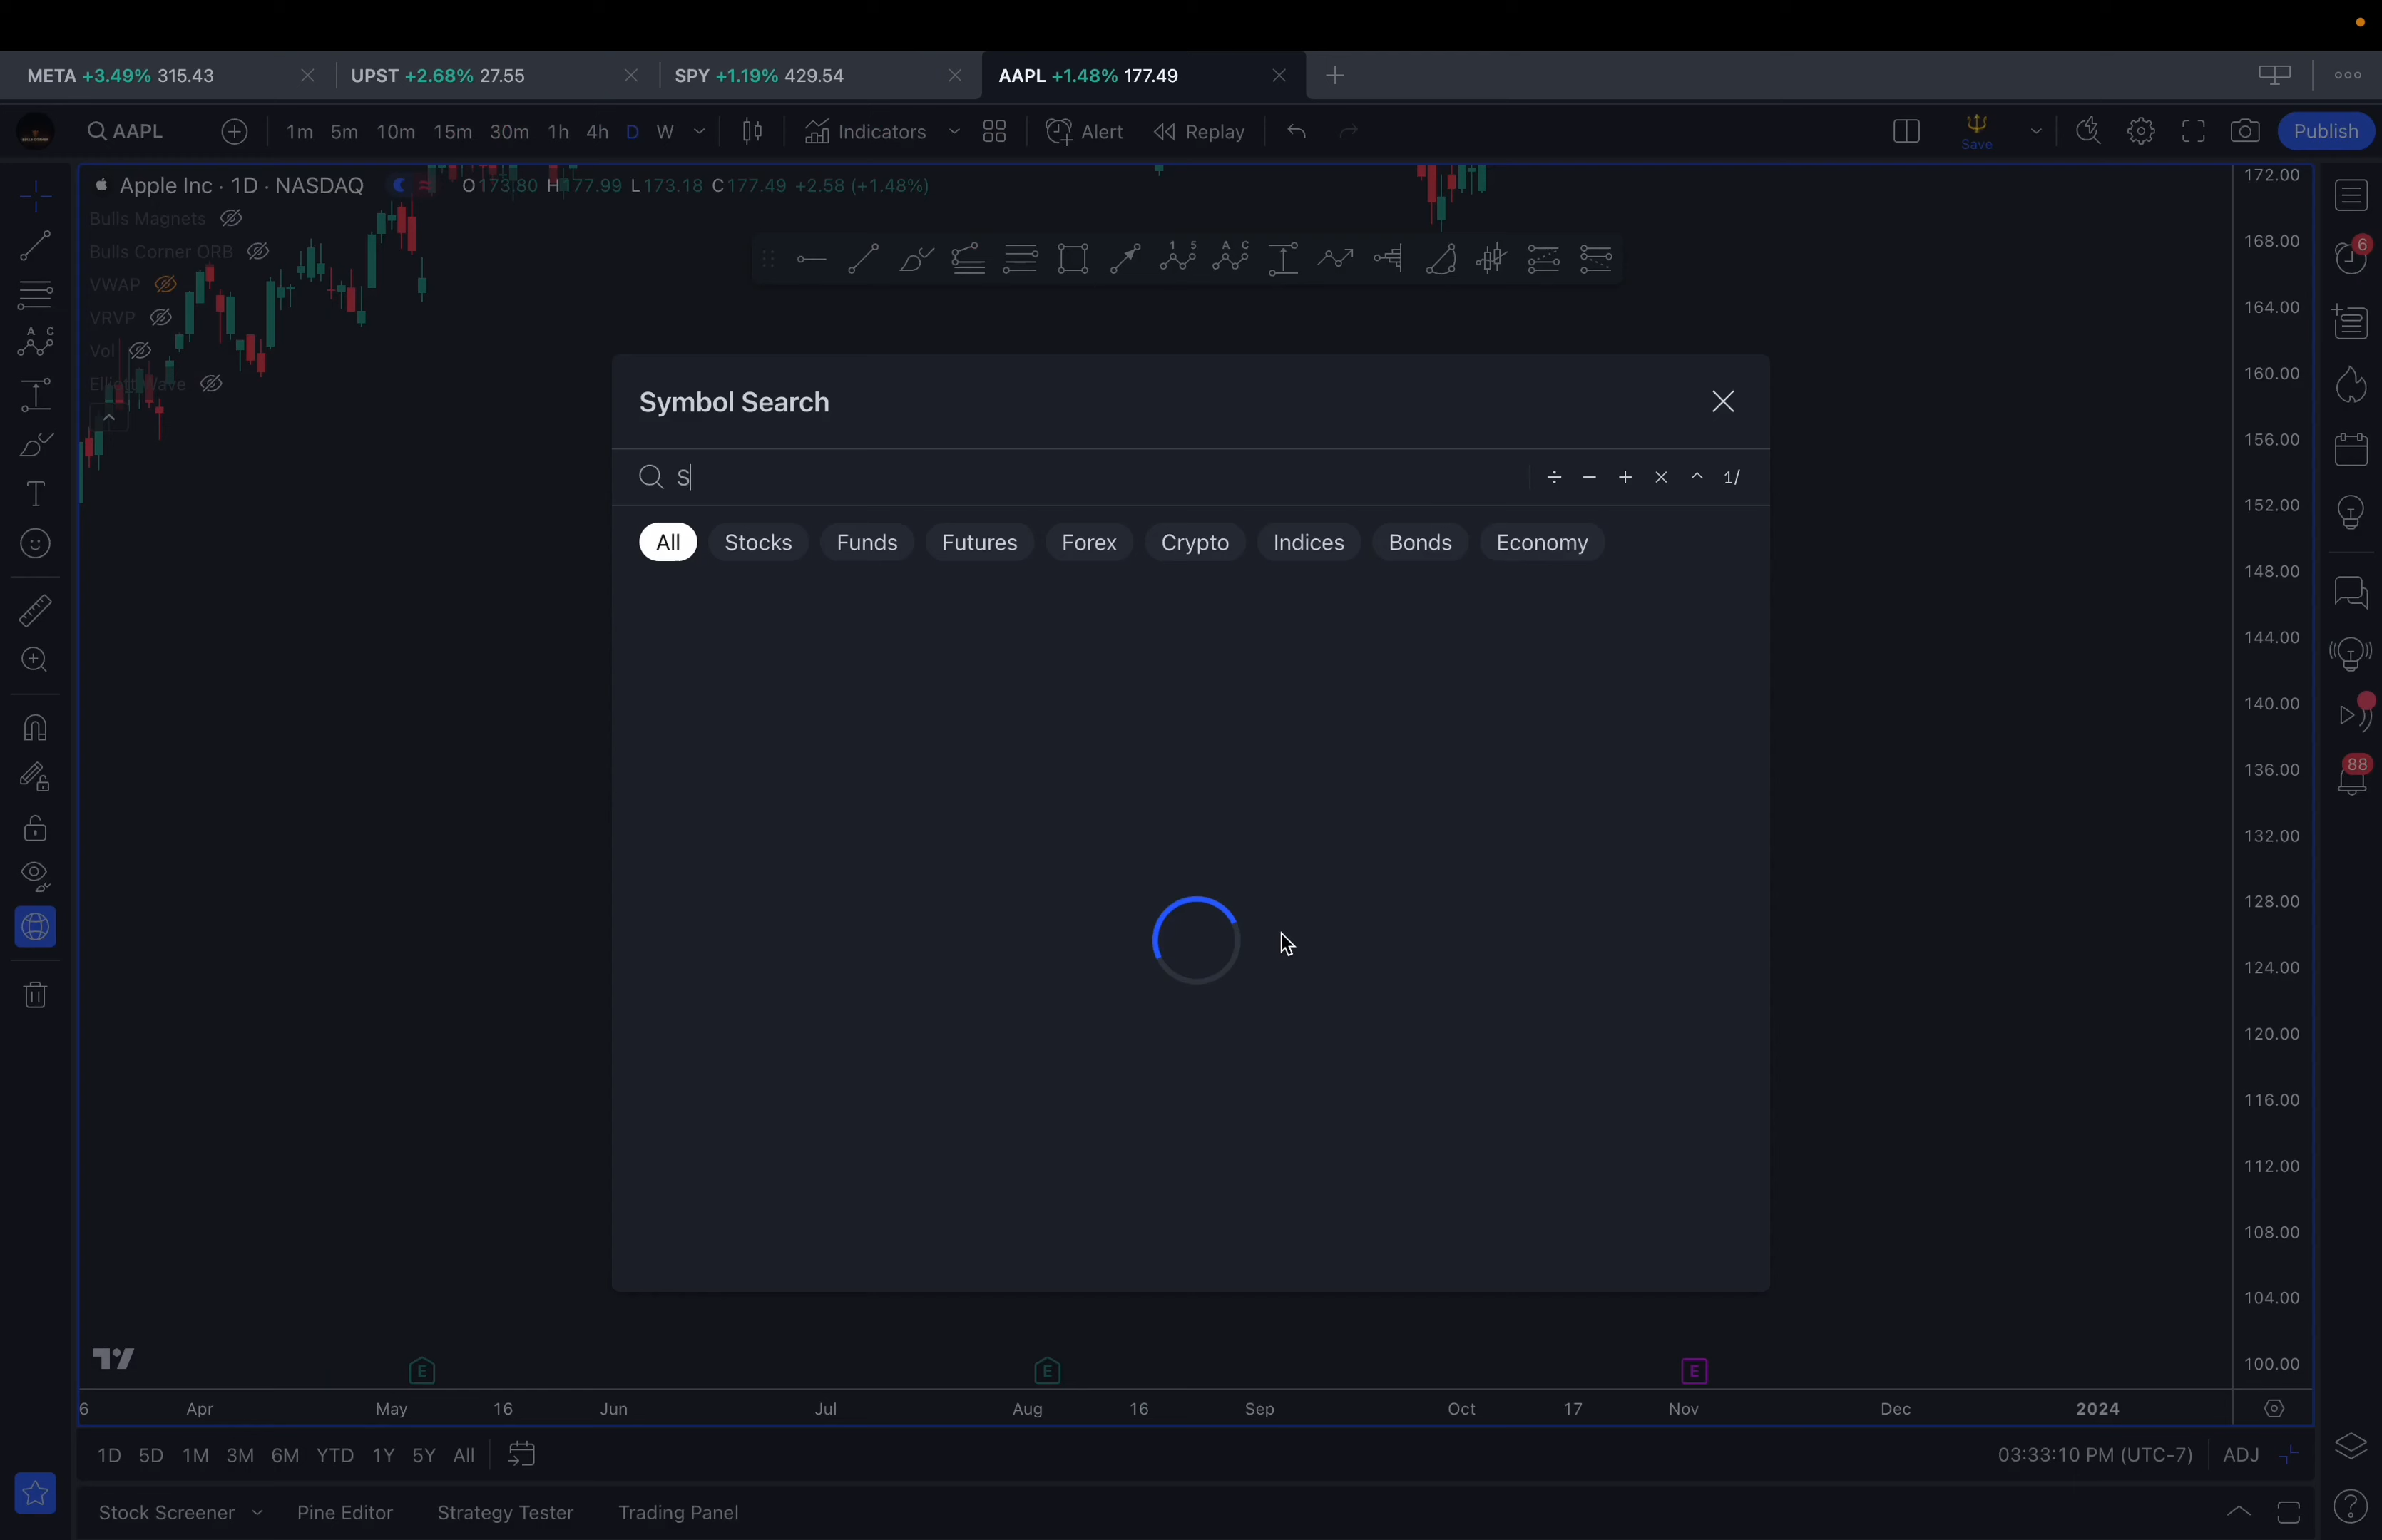 META +3.49% 315.43
UPST +2.68% 27.55
SPY +1.19% 429.54
AAPL +1.48% 177.49
AAPL
1m 5m 10m 15m 30m 1h 4h D W
Indicators
Alert
Replay
Save
Publish
Apple Inc · 1D · NASDAQ
O173.80 H177.99 L173.18 C177.49 +2.58 (+1.48%)
Bulls Magnets
Bulls Corner ORB
VWAP
VRVP
Vol
Elliott Wave
1 5
A C
A C
Symbol Search
S
÷ − + × ^ 1/
All Stocks Funds Futures Forex Crypto Indices Bonds Economy
172.00
168.00
164.00
160.00
156.00
152.00
148.00
144.00
140.00
136.00
132.00
128.00
124.00
120.00
116.00
112.00
108.00
104.00
100.00
6
88
E
E
E
6 Apr May 16 Jun Jul Aug 16 Sep Oct 17 Nov Dec 2024
1D 5D 1M 3M 6M YTD 1Y 5Y All
03:33:10 PM (UTC-7)
ADJ
Stock Screener
Pine Editor
Strategy Tester
Trading Panel